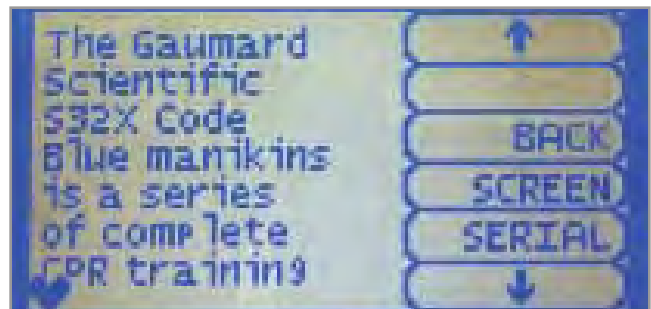 The Gaumard
Scientific
S32X Code
Blue manikins
is a series
of complete
CPR training
BACK
SCREEN
SERIAL